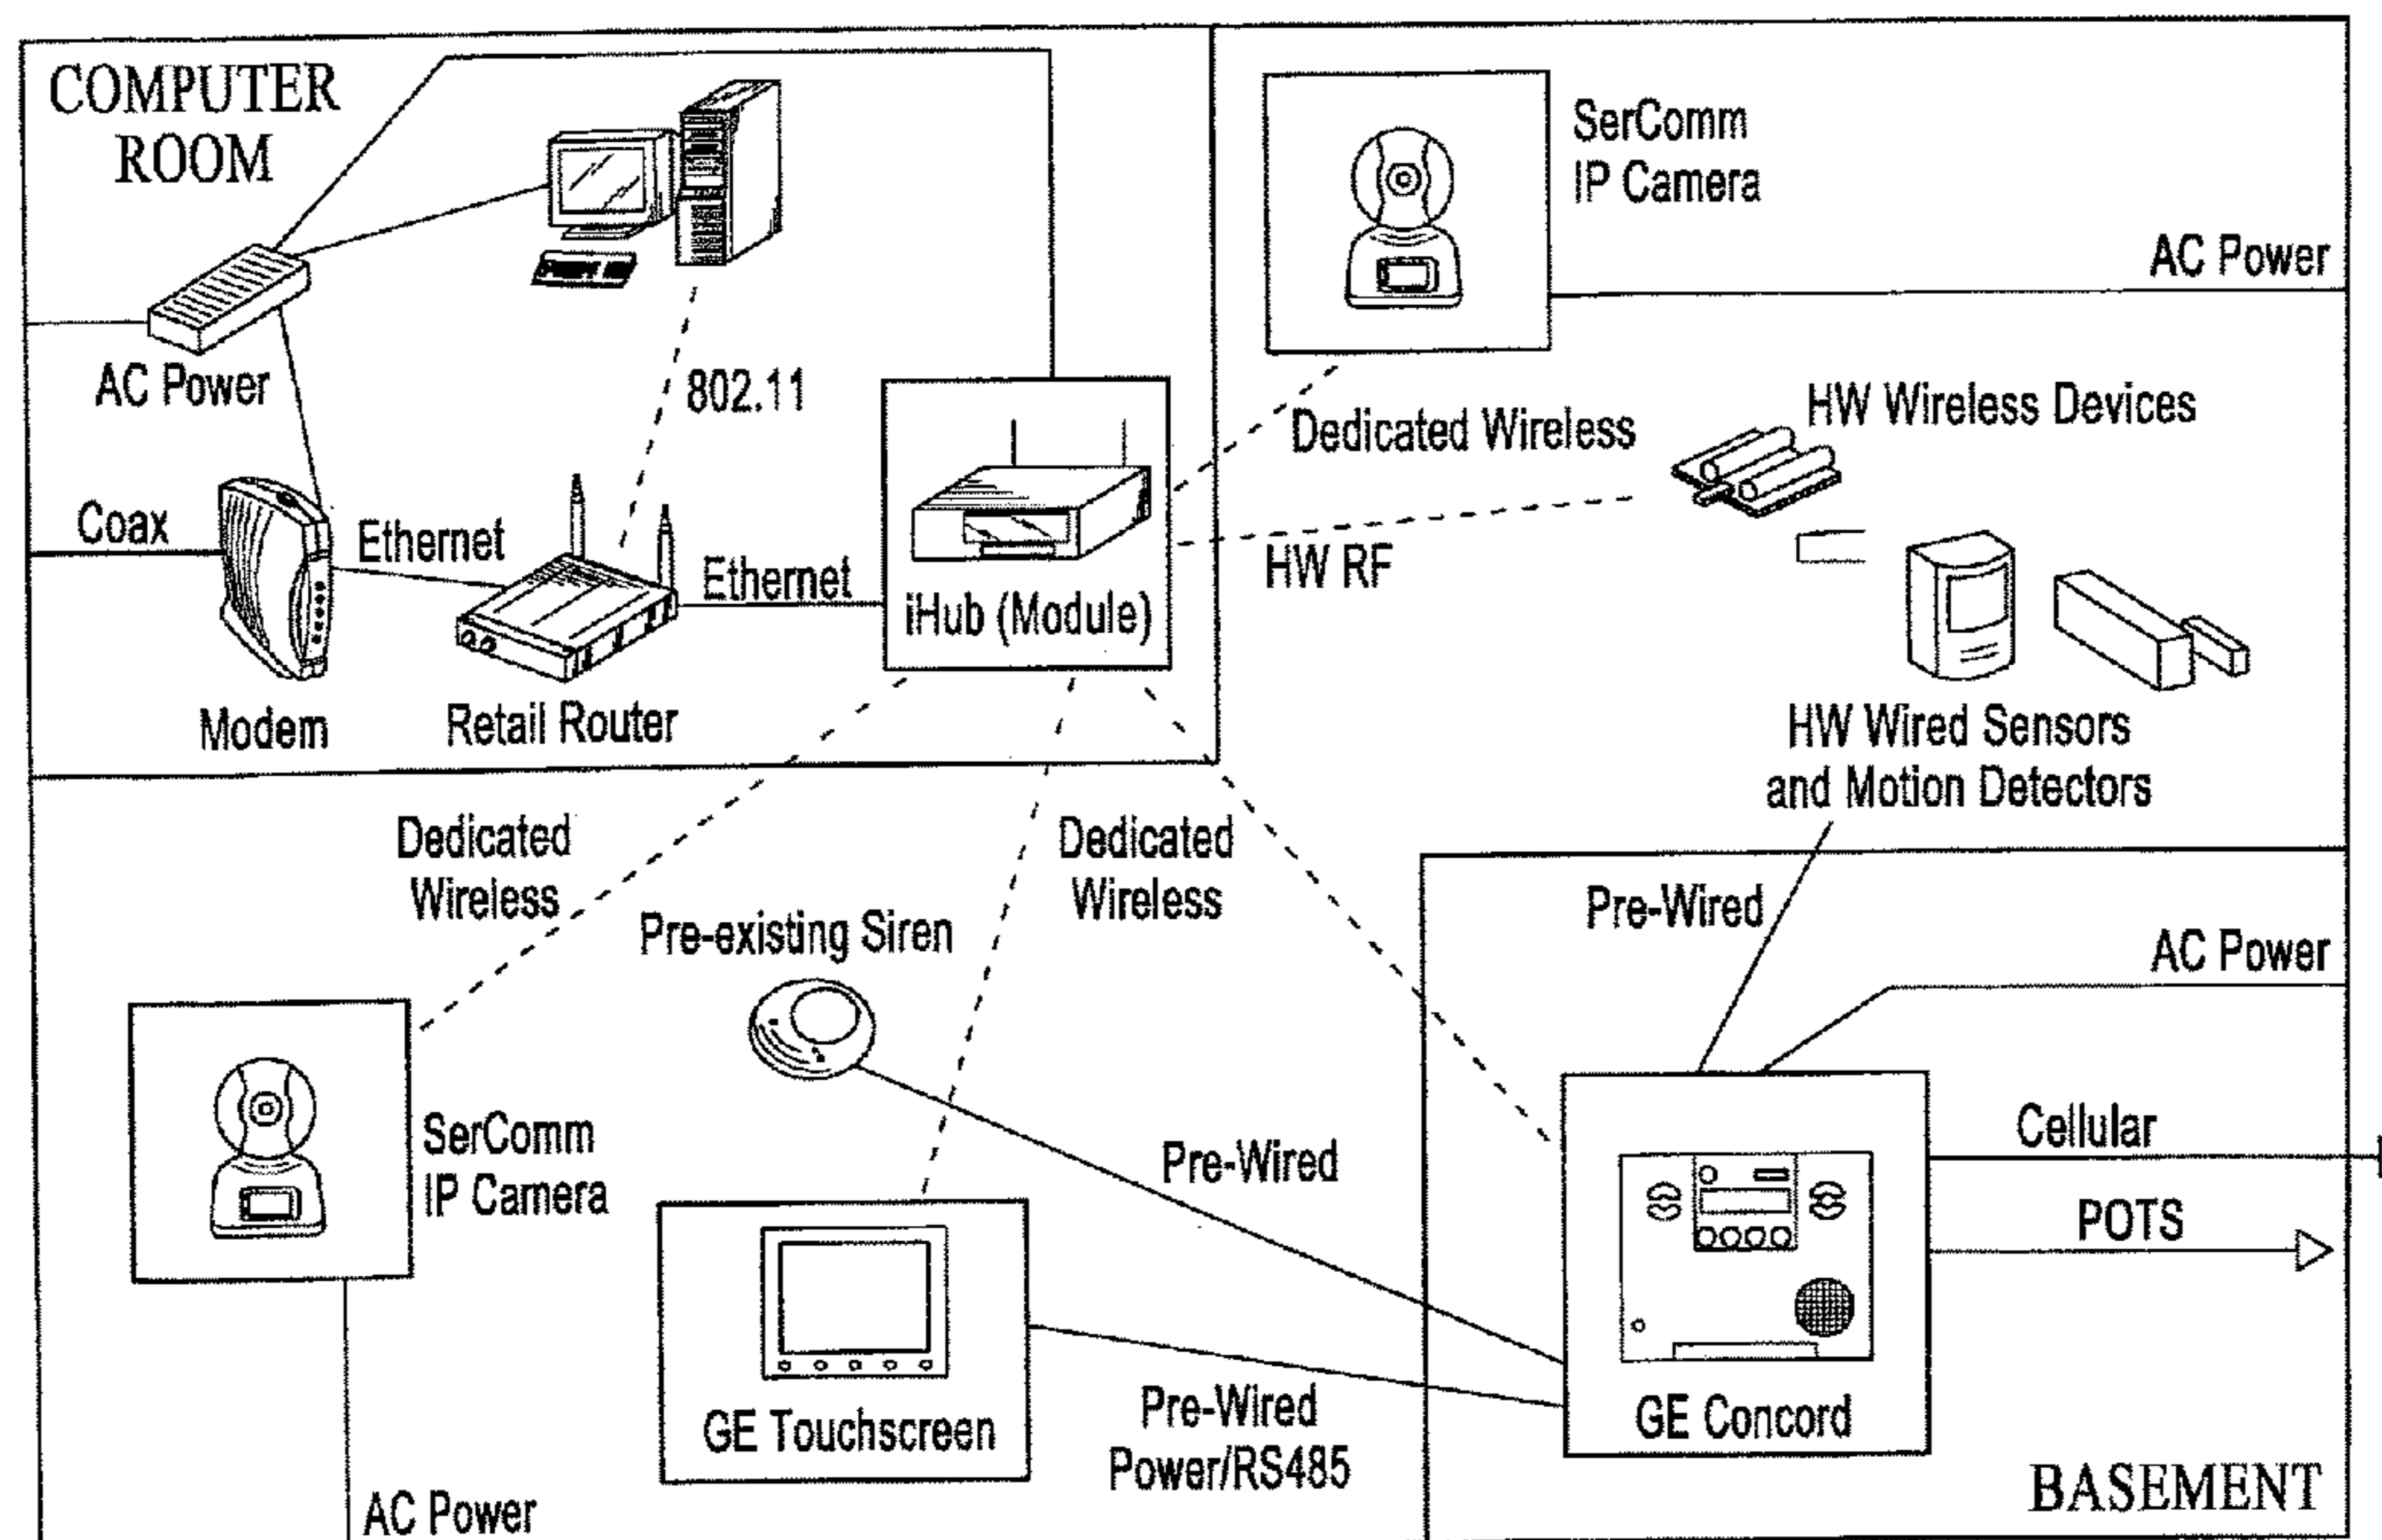 COMPUTER
ROOM
SerComm
IP Camera
AC Power
AC Power
802.11
Dedicated Wireless
HW Wireless Devices
Coax
Ethernet
Ethernet
HW RF
iHub (Module)
Modem
Retail Router
HW Wired Sensors
and Motion Detectors
Dedicated
Wireless
Dedicated
Wireless
Pre-existing Siren
Pre-Wired
AC Power
SerComm
IP Camera
Pre-Wired
Cellular
POTS
GE Touchscreen
Pre-Wired
Power/RS485
GE Concord
AC Power
BASEMENT